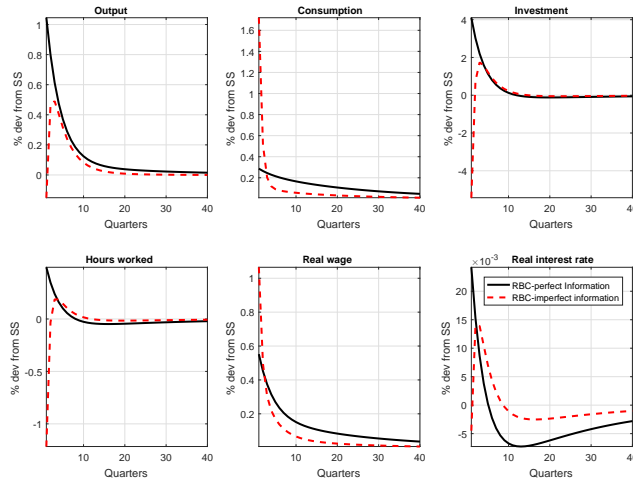 Output
Consumption
Investment
% dev from SS
1
0.8
0.6
0.4
0.2
0
10
20
30
40
Quarters
% dev from SS
1.6
1.4
1.2
1
0.8
0.6
0.4
0.2
10
20
30
40
Quarters
% dev from SS
4
2
0
-2
-4
10
20
30
40
Quarters
Hours worked
Real wage
Real interest rate
% dev from SS
0
-0.5
-1
10
20
30
40
Quarters
% dev from SS
1
0.8
0.6
0.4
0.2
10
20
30
40
Quarters
×10⁻³
% dev from SS
20
15
10
5
0
-5
10
20
30
40
Quarters
RBC-perfect Information
RBC-imperfect information